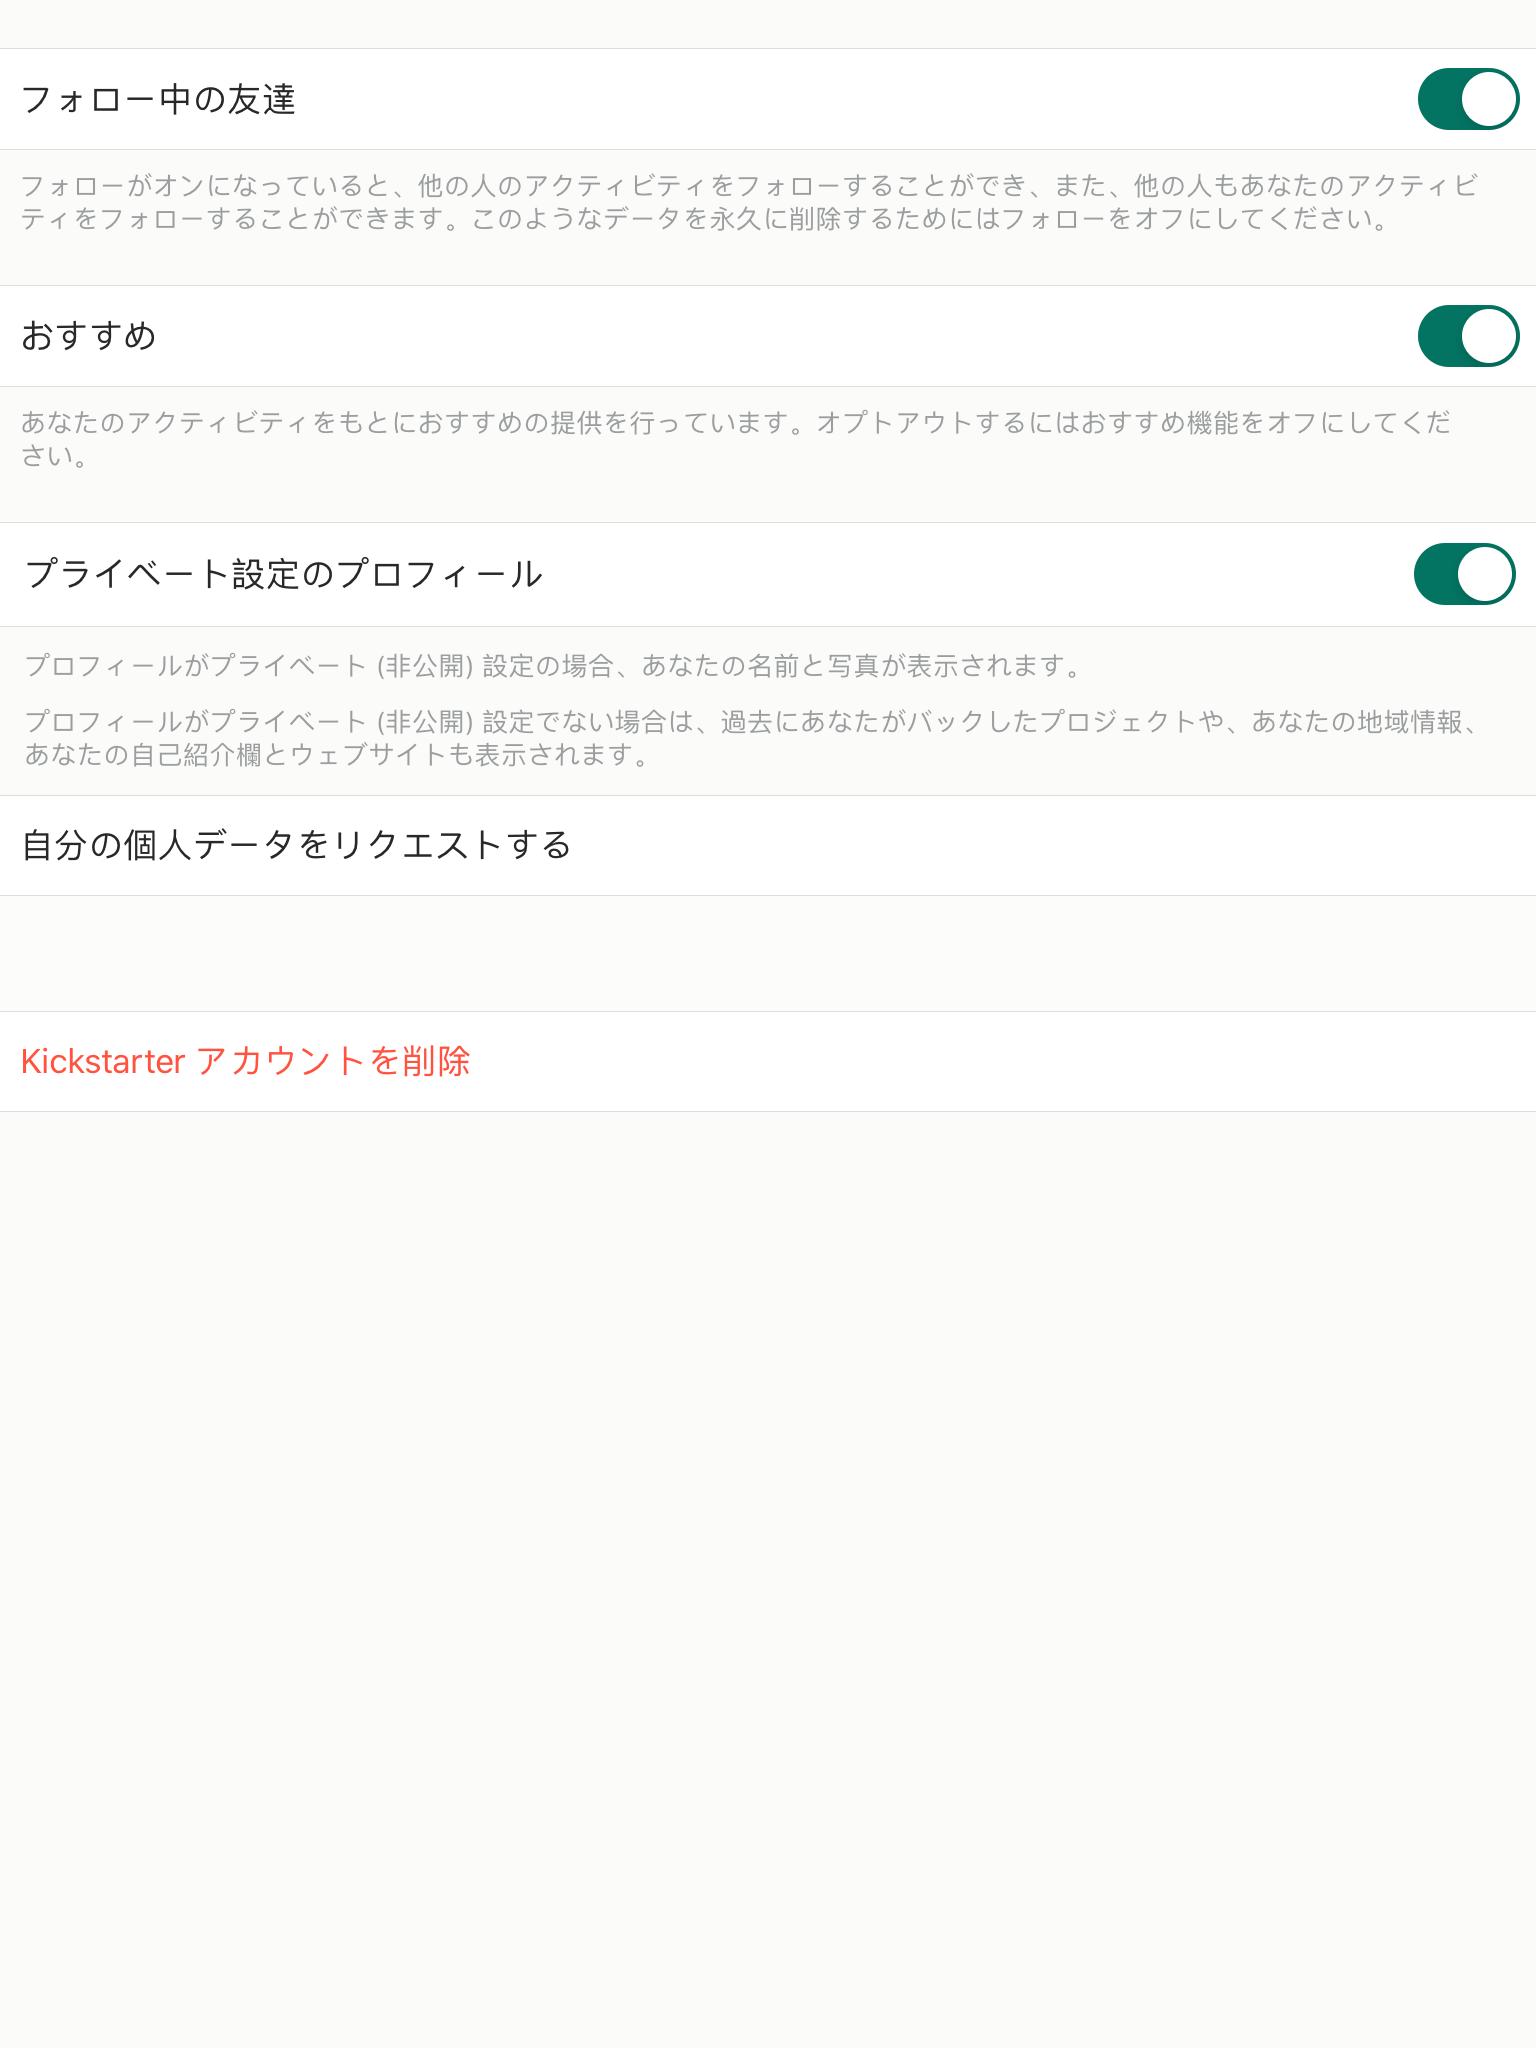 フォロー中の友達
フォローがオンになっていると、他の人のアクティビティをフォローすることができ、また、他の人もあなたのアクティビ
ティをフォローすることができます。このようなデータを永久に削除するためにはフォローをオフにしてください。
おすすめ
あなたのアクティビティをもとにおすすめの提供を行っています。オプトアウトするにはおすすめ機能をオフにしてくだ
さい。
プライベート設定のプロフィール
プロフィールがプライベート (非公開) 設定の場合、あなたの名前と写真が表示されます。
プロフィールがプライベート (非公開) 設定でない場合は、過去にあなたがバックしたプロジェクトや、あなたの地域情報、
あなたの自己紹介欄とウェブサイトも表示されます。
自分の個人データをリクエストする
Kickstarter アカウントを削除